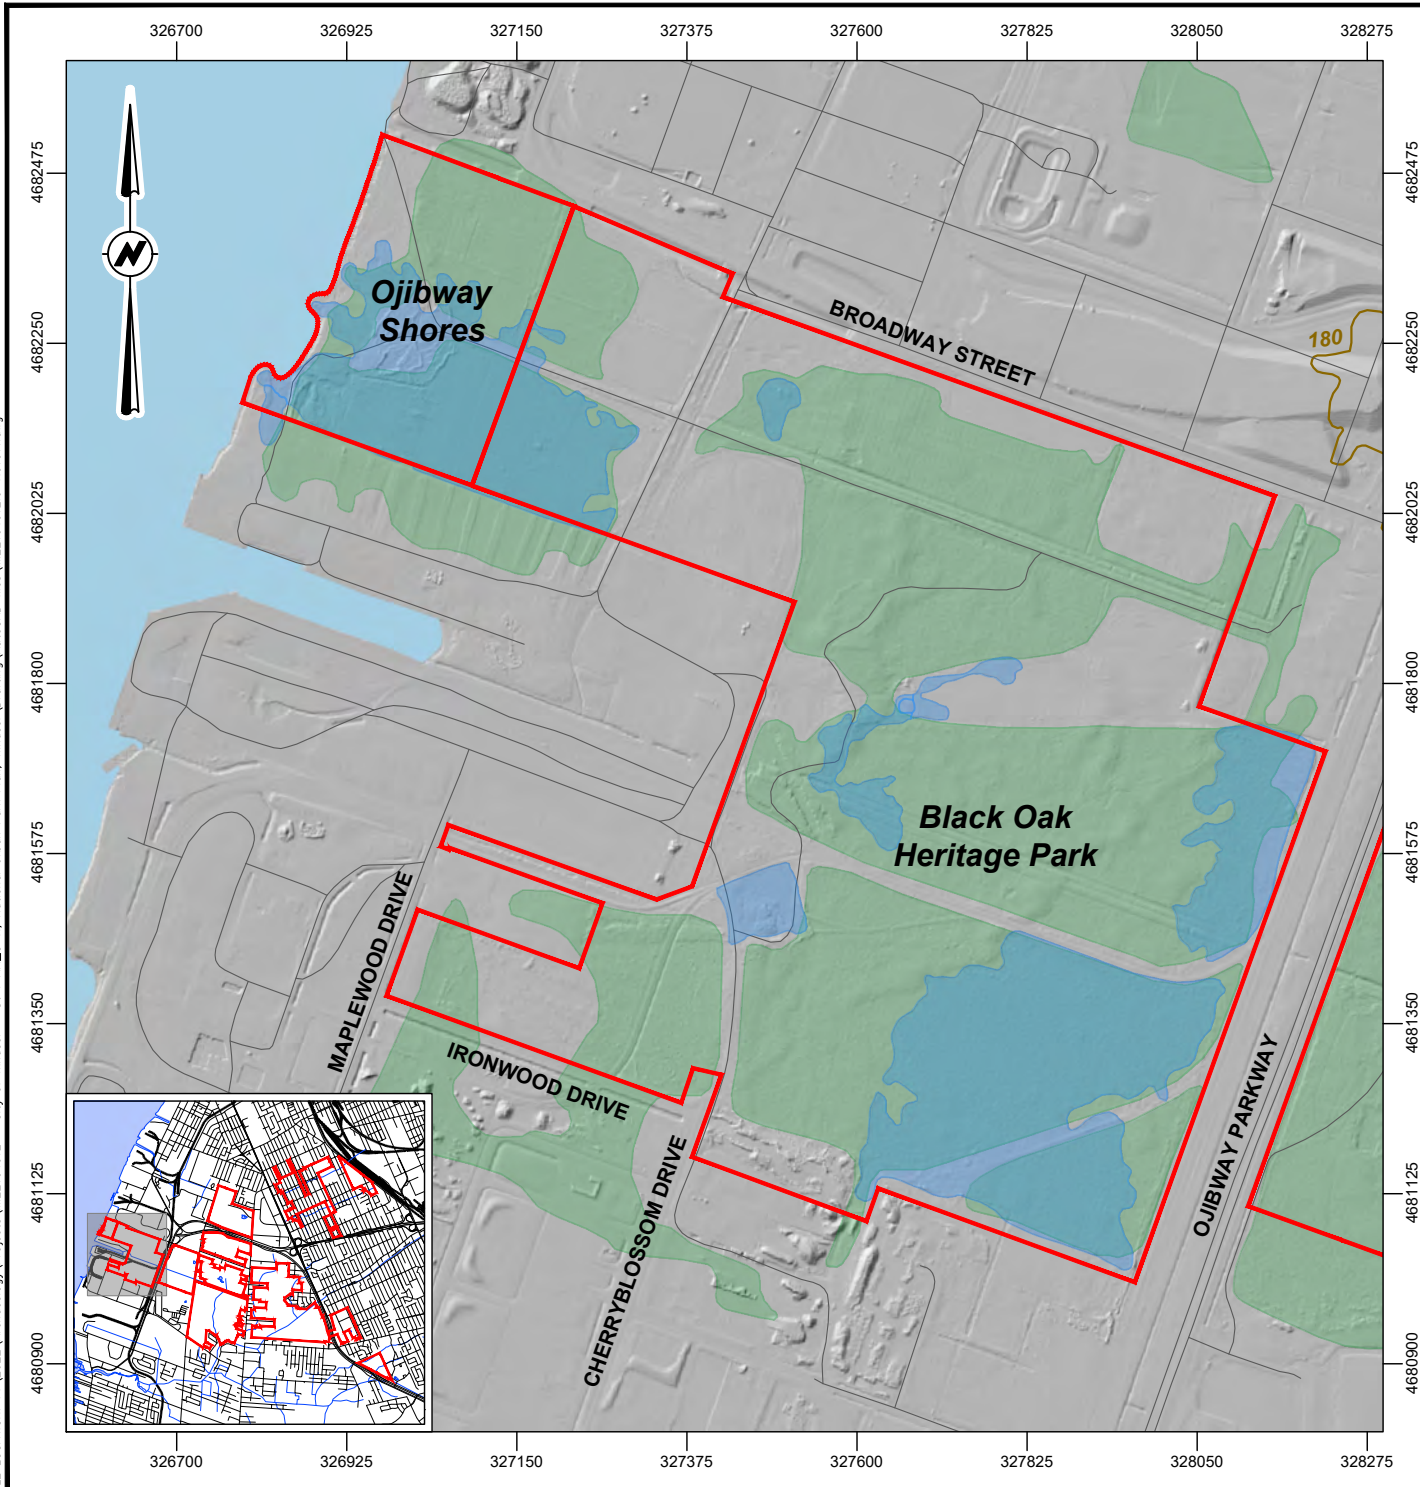 326700 326925 327150 327375 327600 327825 328050 328275
4682475 4682475
N
Ojibway
Shores
BROADWAY STREET
180
4682250 4682250
4682025 4682025
4681800 4681800
Black Oak
Heritage Park
4681575 4681575
MAPLEWOOD DRIVE
4681350 4681350
IRONWOOD DRIVE
OJIBWAY PARKWAY
CHERRYBLOSSOM DRIVE
4681125 4681125
4680900 4680900
326700 326925 327150 327375 327600 327825 328050 328275